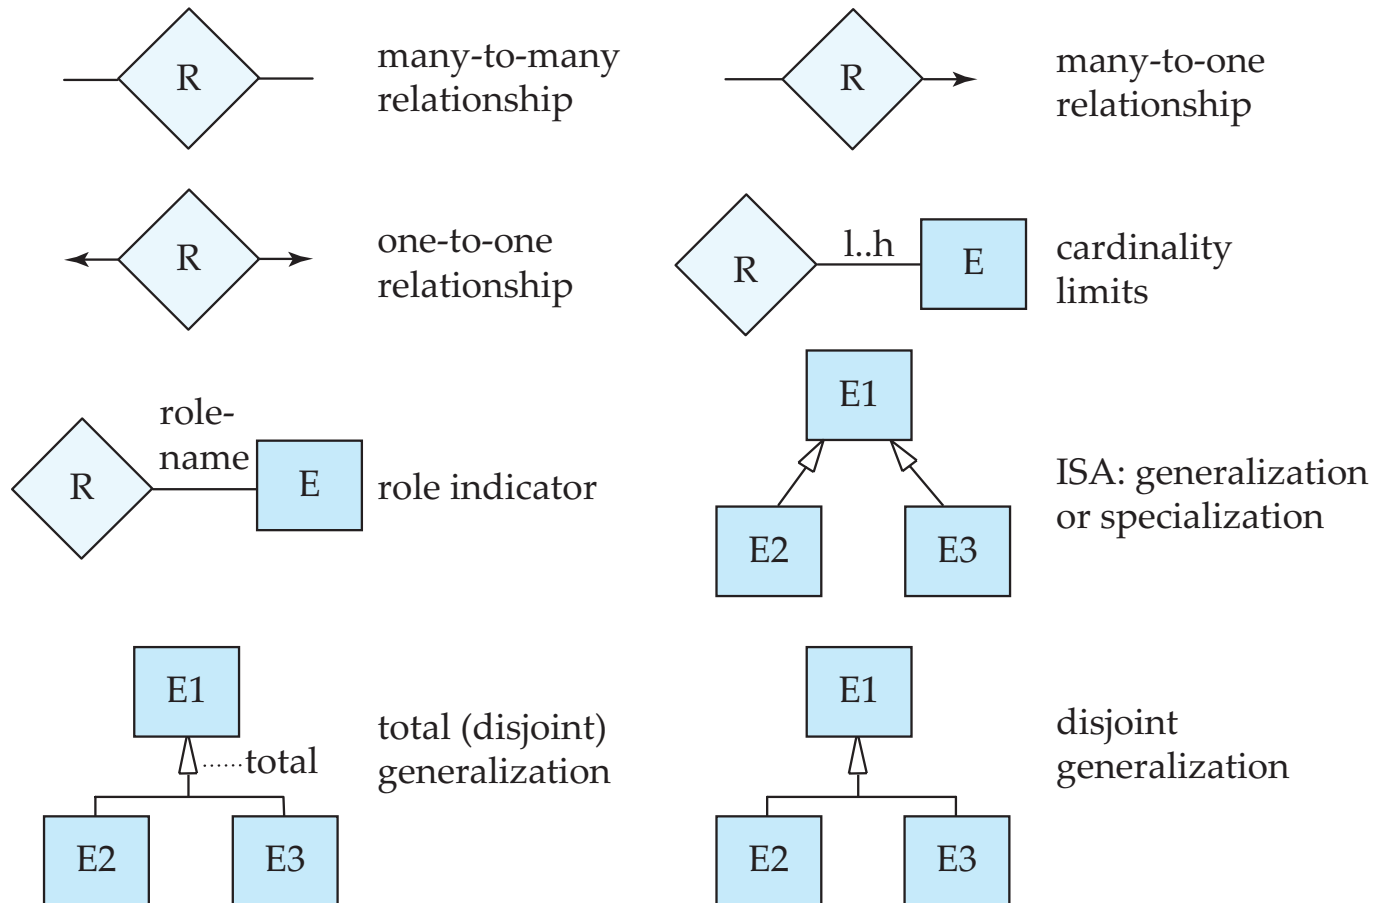 R
many-to-many
relationship
R
many-to-one
relationship
R
one-to-one
relationship
R
l..h
E
cardinality
limits
R
role-
name
E
role indicator
E1
E2
E3
ISA: generalization
or specialization
E1
total
E2
E3
total (disjoint)
generalization
E1
E2
E3
disjoint
generalization